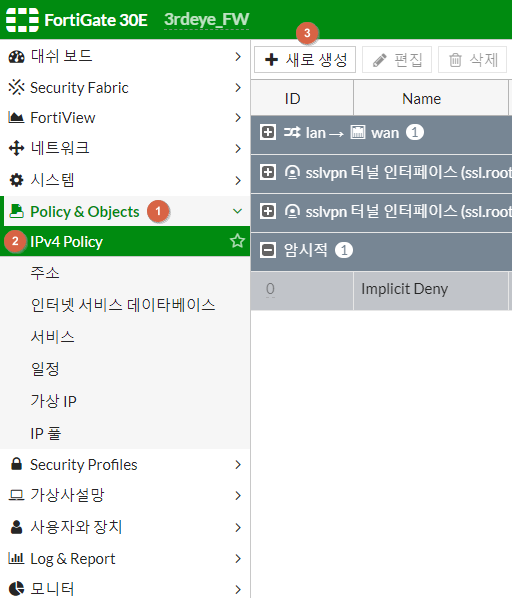 FortiGate 30E 3rdeye_FW
3
대쉬 보드
+ 새로 생성 편집 삭제
Security Fabric
ID Name
FortiView
lan → wan 1
네트워크
시스템
sslvpn 터널 인터페이스 (ssl.root
Policy & Objects 1
sslvpn 터널 인터페이스 (ssl.root
2 IPv4 Policy
암시적 1
주소
0 Implicit Deny
인터넷 서비스 데이타베이스
서비스
일정
가상 IP
IP 풀
Security Profiles
가상사설망
사용자와 장치
Log & Report
모니터